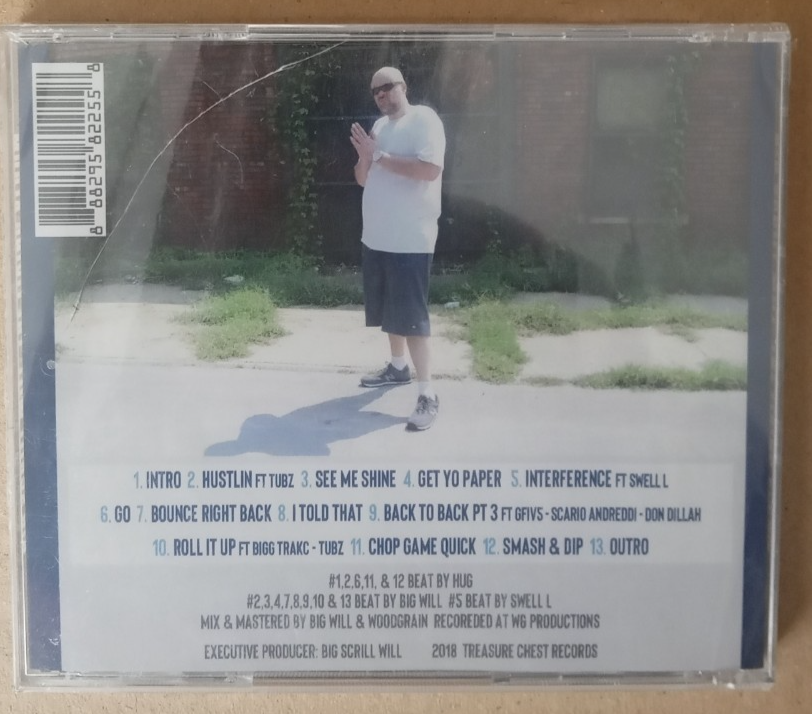 8 88295 82255 8
1. INTRO 2. HUSTLIN FT TUBZ 3. SEE ME SHINE 4. GET YO PAPER 5. INTERFERENCE FT SWELL L
6. GO 7. BOUNCE RIGHT BACK 8. I TOLD THAT 9. BACK TO BACK PT 3 FT GFIVS - SCARIO ANDREDDI - DON DILLAH
10. ROLL IT UP FT BIGG TRAKC - TUBZ 11. CHOP GAME QUICK 12. SMASH & DIP 13. OUTRO
#1,2,6,11, & 12 BEAT BY HUG
#2,3,4,7,8,9,10 & 13 BEAT BY BIG WILL #5 BEAT BY SWELL L
MIX & MASTERED BY BIG WILL & WOODGRAIN RECOREDED AT WG PRODUCTIONS
EXECUTIVE PRODUCER: BIG SCRILL WILL 2018 TREASURE CHEST RECORDS